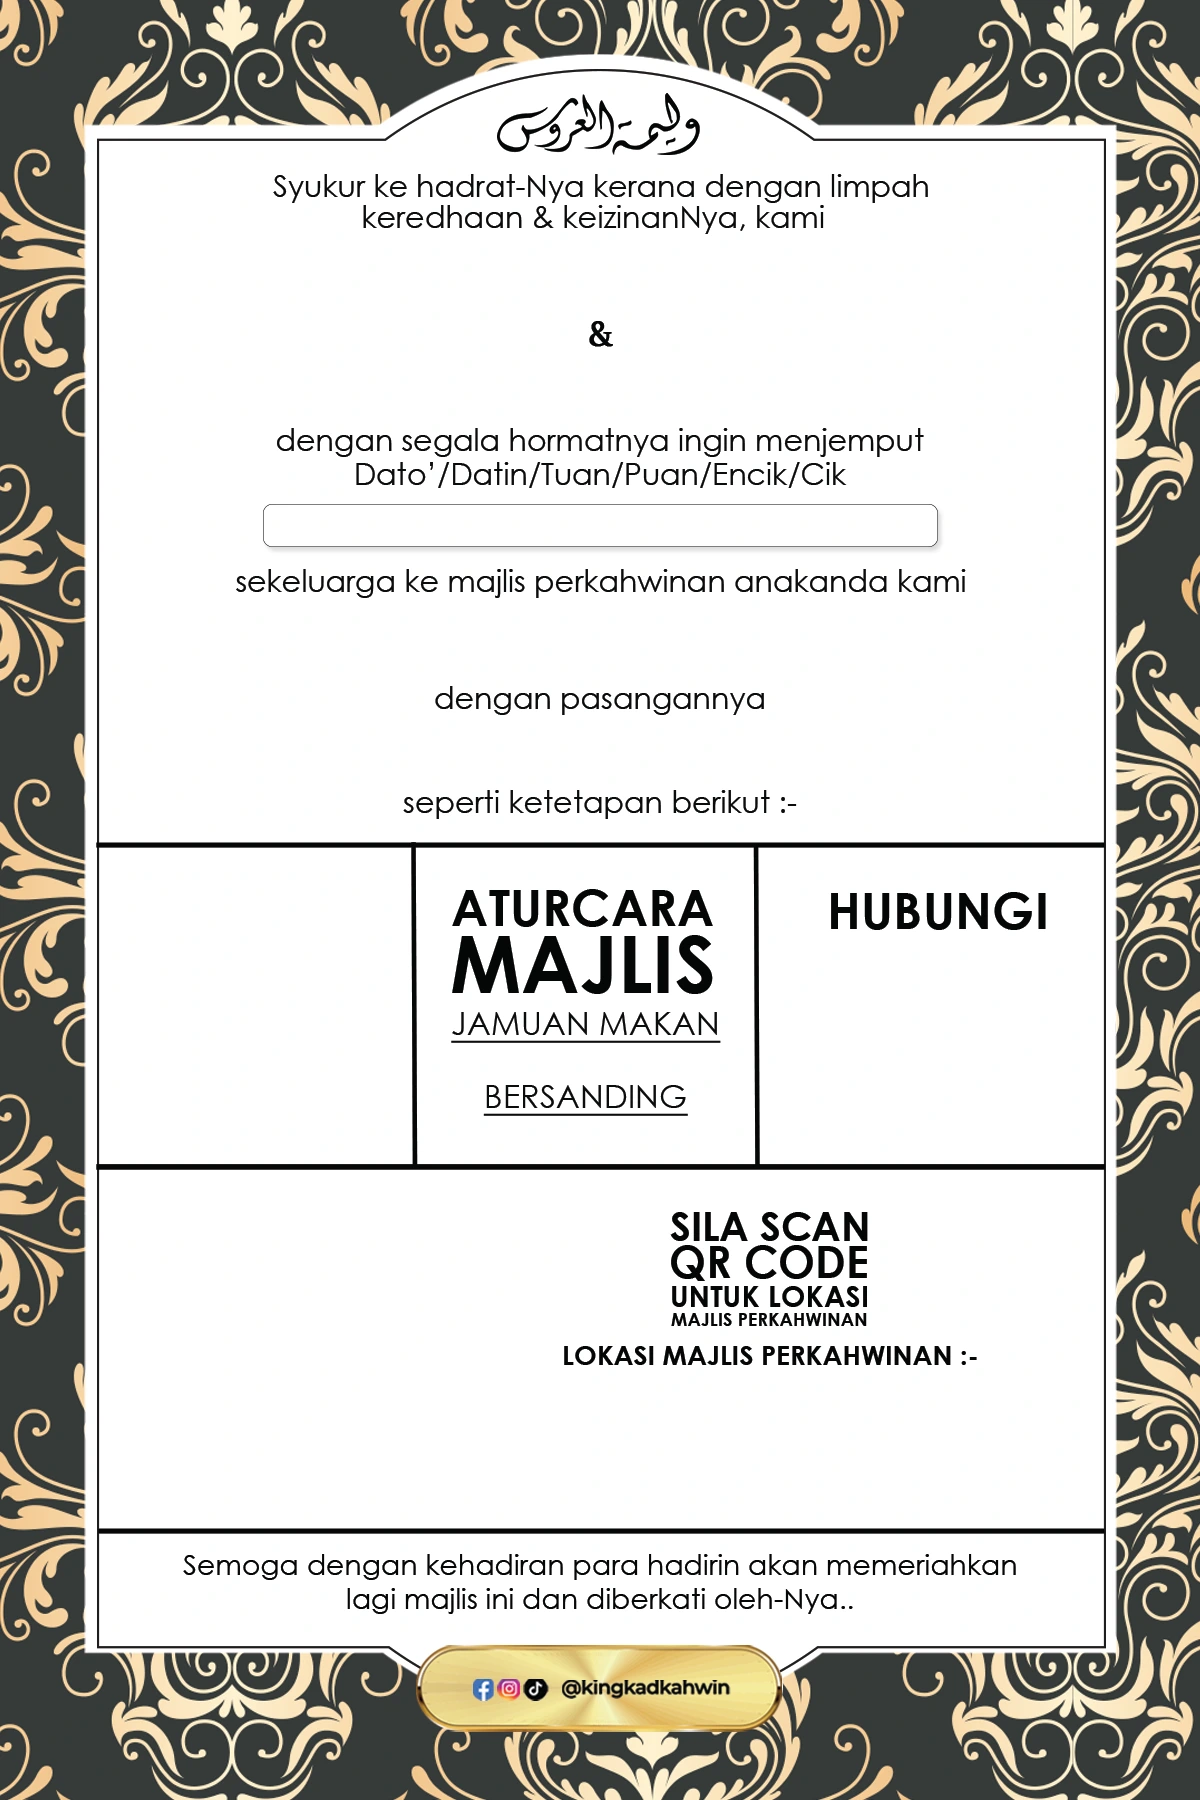 وليمة العروس
Syukur ke hadrat-Nya kerana dengan limpah
keredhaan & keizinanNya, kami
&
dengan segala hormatnya ingin menjemput
Dato’/Datin/Tuan/Puan/Encik/Cik
sekeluarga ke majlis perkahwinan anakanda kami
dengan pasangannya
seperti ketetapan berikut :-
ATURCARA
MAJLIS
JAMUAN MAKAN
BERSANDING
HUBUNGI
SILA SCAN
QR CODE
UNTUK LOKASI
MAJLIS PERKAHWINAN
LOKASI MAJLIS PERKAHWINAN :-
Semoga dengan kehadiran para hadirin akan memeriahkan
lagi majlis ini dan diberkati oleh-Nya..
@kingkadkahwin